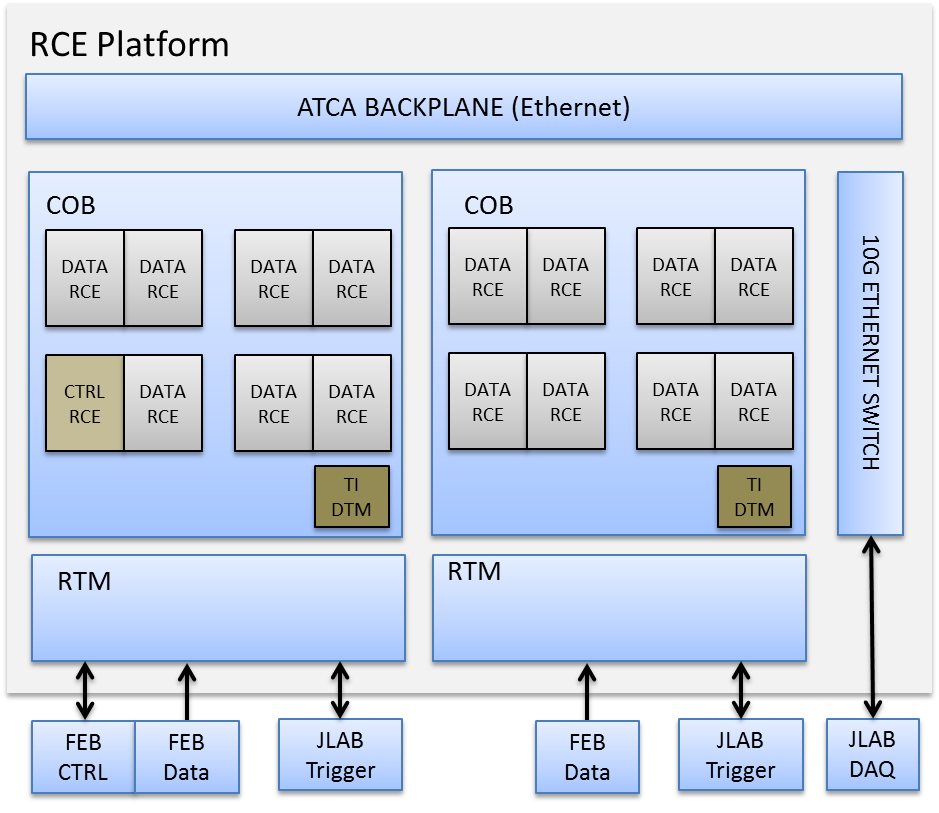 RCE Platform
ATCA BACKPLANE (Ethernet)
COB
DATA RCE
DATA RCE
DATA RCE
DATA RCE
CTRL RCE
DATA RCE
DATA RCE
DATA RCE
TI DTM
COB
DATA RCE
DATA RCE
DATA RCE
DATA RCE
DATA RCE
DATA RCE
DATA RCE
DATA RCE
TI DTM
10G ETHERNET SWITCH
RTM
RTM
FEB CTRL
FEB Data
JLAB Trigger
FEB Data
JLAB Trigger
JLAB DAQ